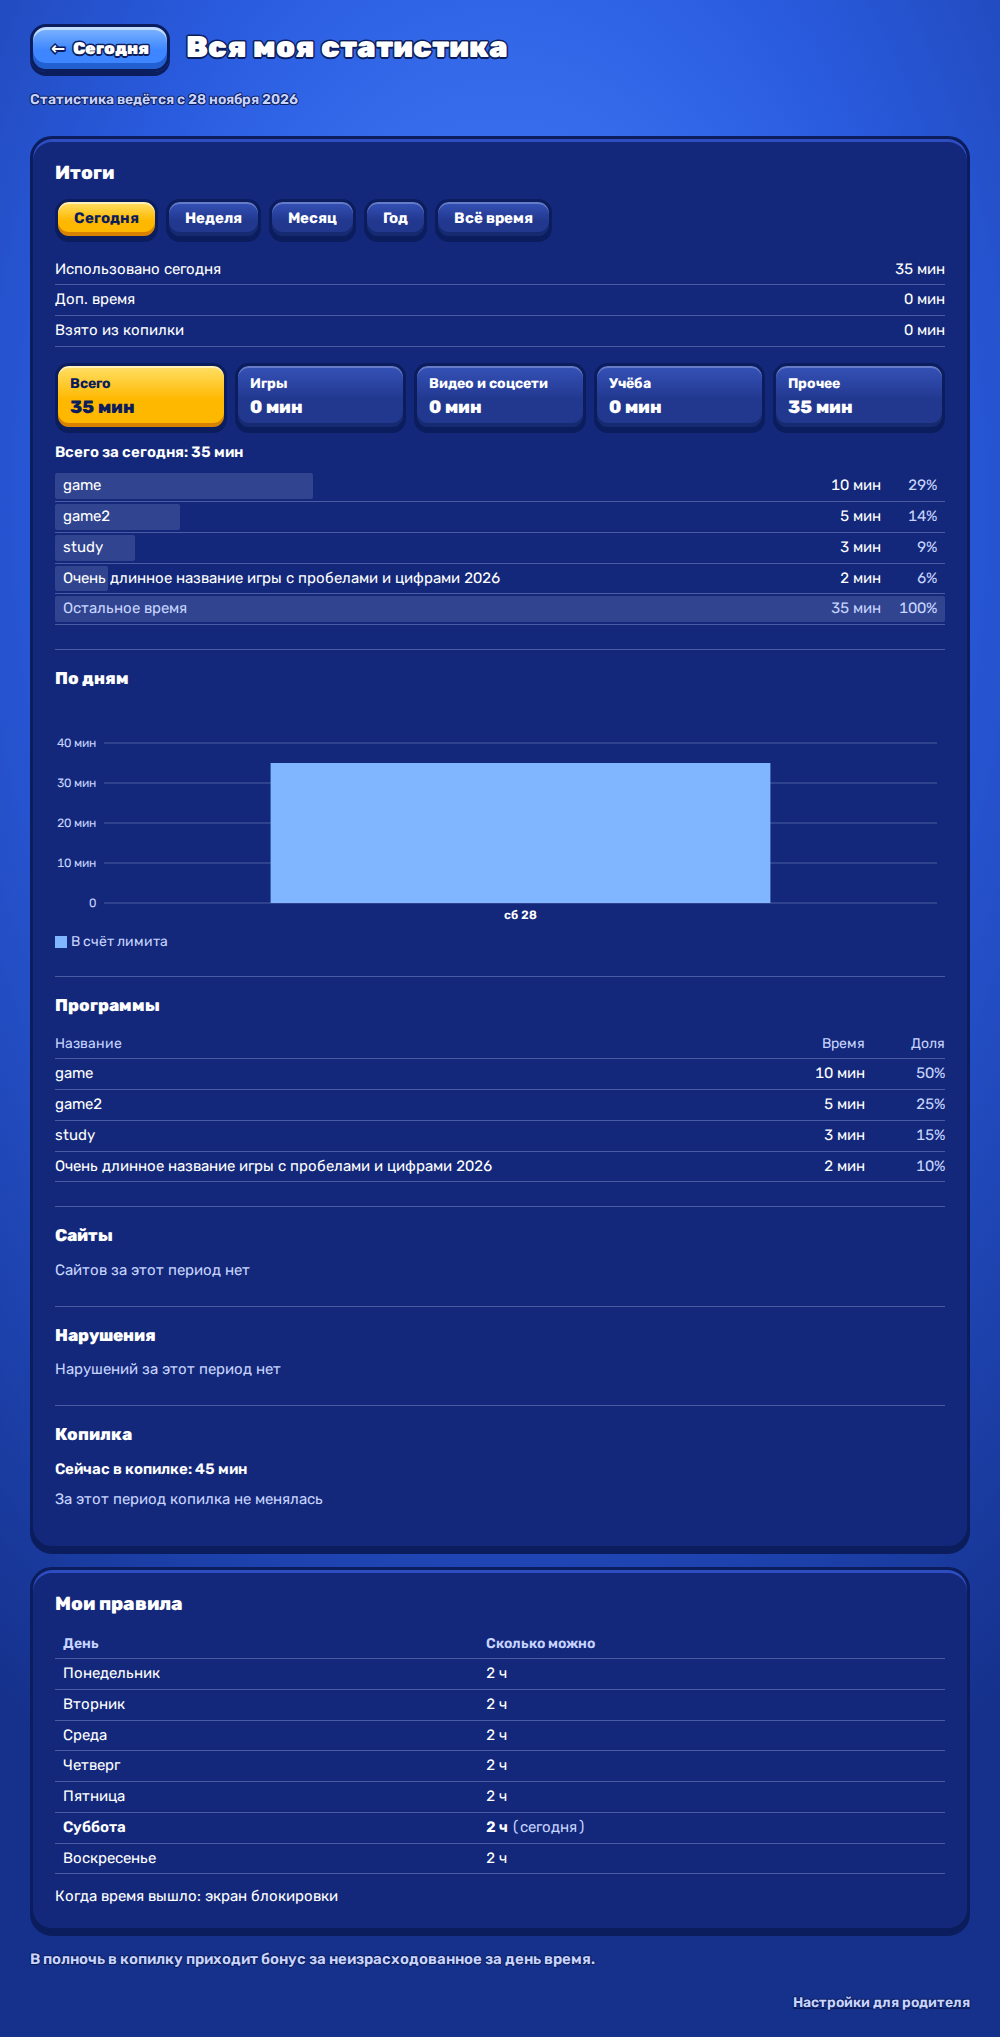 ← Сегодня
Вся моя статистика
Статистика ведётся с 28 ноября 2026
Итоги
Сегодня Неделя Месяц Год Всё время
Использовано сегодня 35 мин
Доп. время 0 мин
Взято из копилки 0 мин
Всего Игры Видео и соцсети Учёба Прочее
35 мин 0 мин 0 мин 0 мин 35 мин
Всего за сегодня: 35 мин
game 10 мин 29%
game2 5 мин 14%
study 3 мин 9%
Очень длинное название игры с пробелами и цифрами 2026 2 мин 6%
Остальное время 35 мин 100%
По дням
40 мин
30 мин
20 мин
10 мин
0
сб 28
В счёт лимита
Программы
Название Время Доля
game 10 мин 50%
game2 5 мин 25%
study 3 мин 15%
Очень длинное название игры с пробелами и цифрами 2026 2 мин 10%
Сайты
Сайтов за этот период нет
Нарушения
Нарушений за этот период нет
Копилка
Сейчас в копилке: 45 мин
За этот период копилка не менялась
Мои правила
День Сколько можно
Понедельник 2 ч
Вторник 2 ч
Среда 2 ч
Четверг 2 ч
Пятница 2 ч
Суббота 2 ч (сегодня)
Воскресенье 2 ч
Когда время вышло: экран блокировки
В полночь в копилку приходит бонус за неизрасходованное за день время.
Настройки для родителя